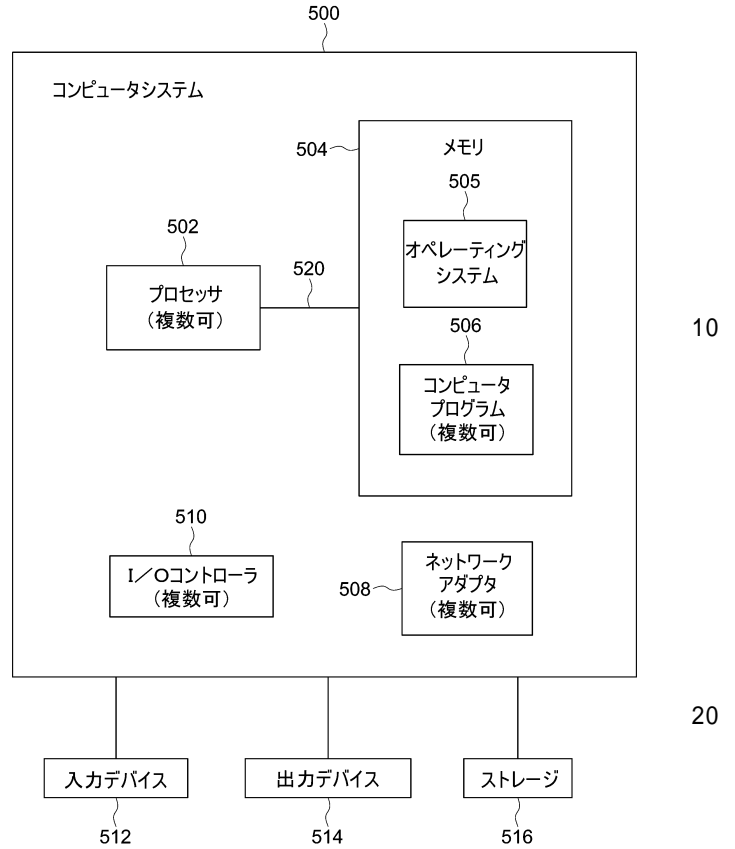 500
コンピュータシステム
504
メモリ
505
オペレーティング
システム
502
プロセッサ
(複数可)
520
506
コンピュータ
プログラム
(複数可)
10
510
I/Oコントローラ
(複数可)
508
ネットワーク
アダプタ
(複数可)
20
入力デバイス
512
出力デバイス
514
ストレージ
516